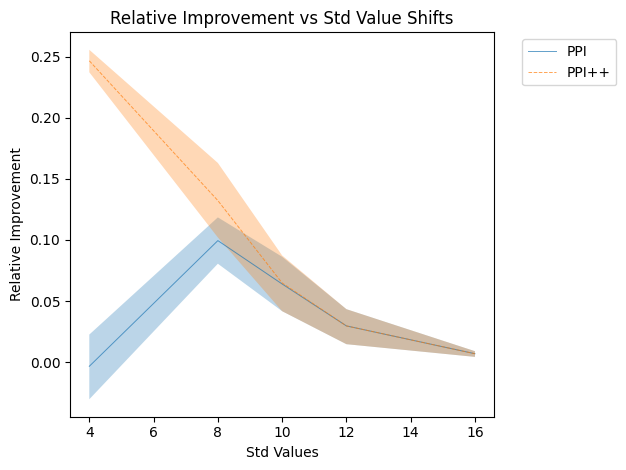 Relative Improvement vs Std Value Shifts
PPI
PPI++
Relative Improvement
0.25
0.20
0.15
0.10
0.05
0.00
4 6 8 10 12 14 16
Std Values